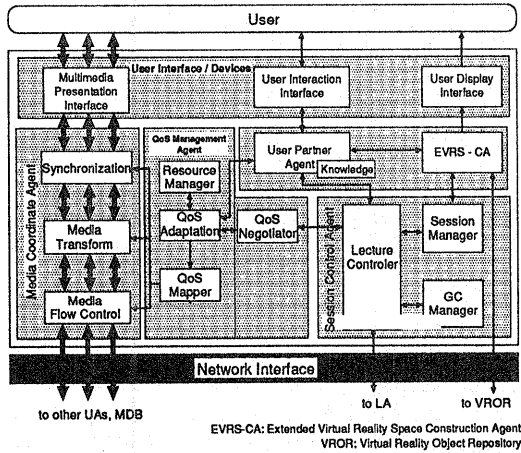 User
User Interface / Devices
Multimedia
Presentation
Interface
User Interaction
Interface
User Display
Interface
Media Coordinate Agent
Synchronization
Media
Transform
Media
Flow Control
QoS Management
Agent
Resource
Manager
QoS
Adaptation
QoS
Mapper
QoS
Negotiator
User Partner
Agent
Knowledge
EVRS - CA
Session Control Agent
Lecture
Controler
Session
Manager
GC
Manager
Network Interface
to other UAs, MDB
to LA
to VROR
EVRS-CA: Extended Virtual Reality Space Construction Agent
VROR: Virtual Reality Object Repository